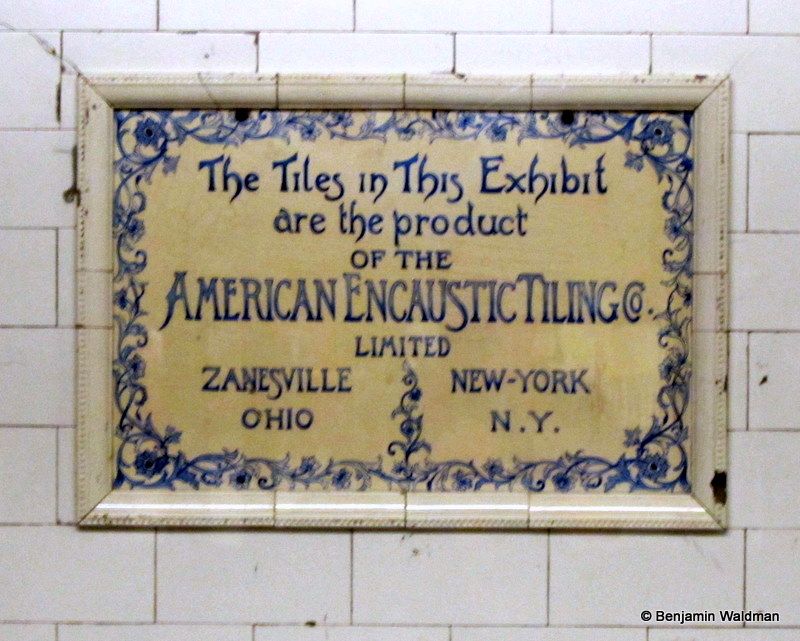 The Tiles in This Exhibit
are the product
OF THE
AMERICAN ENCAUSTIC TILING CO.
LIMITED
ZANESVILLE NEW-YORK
OHIO N.Y.
© Benjamin Waldman